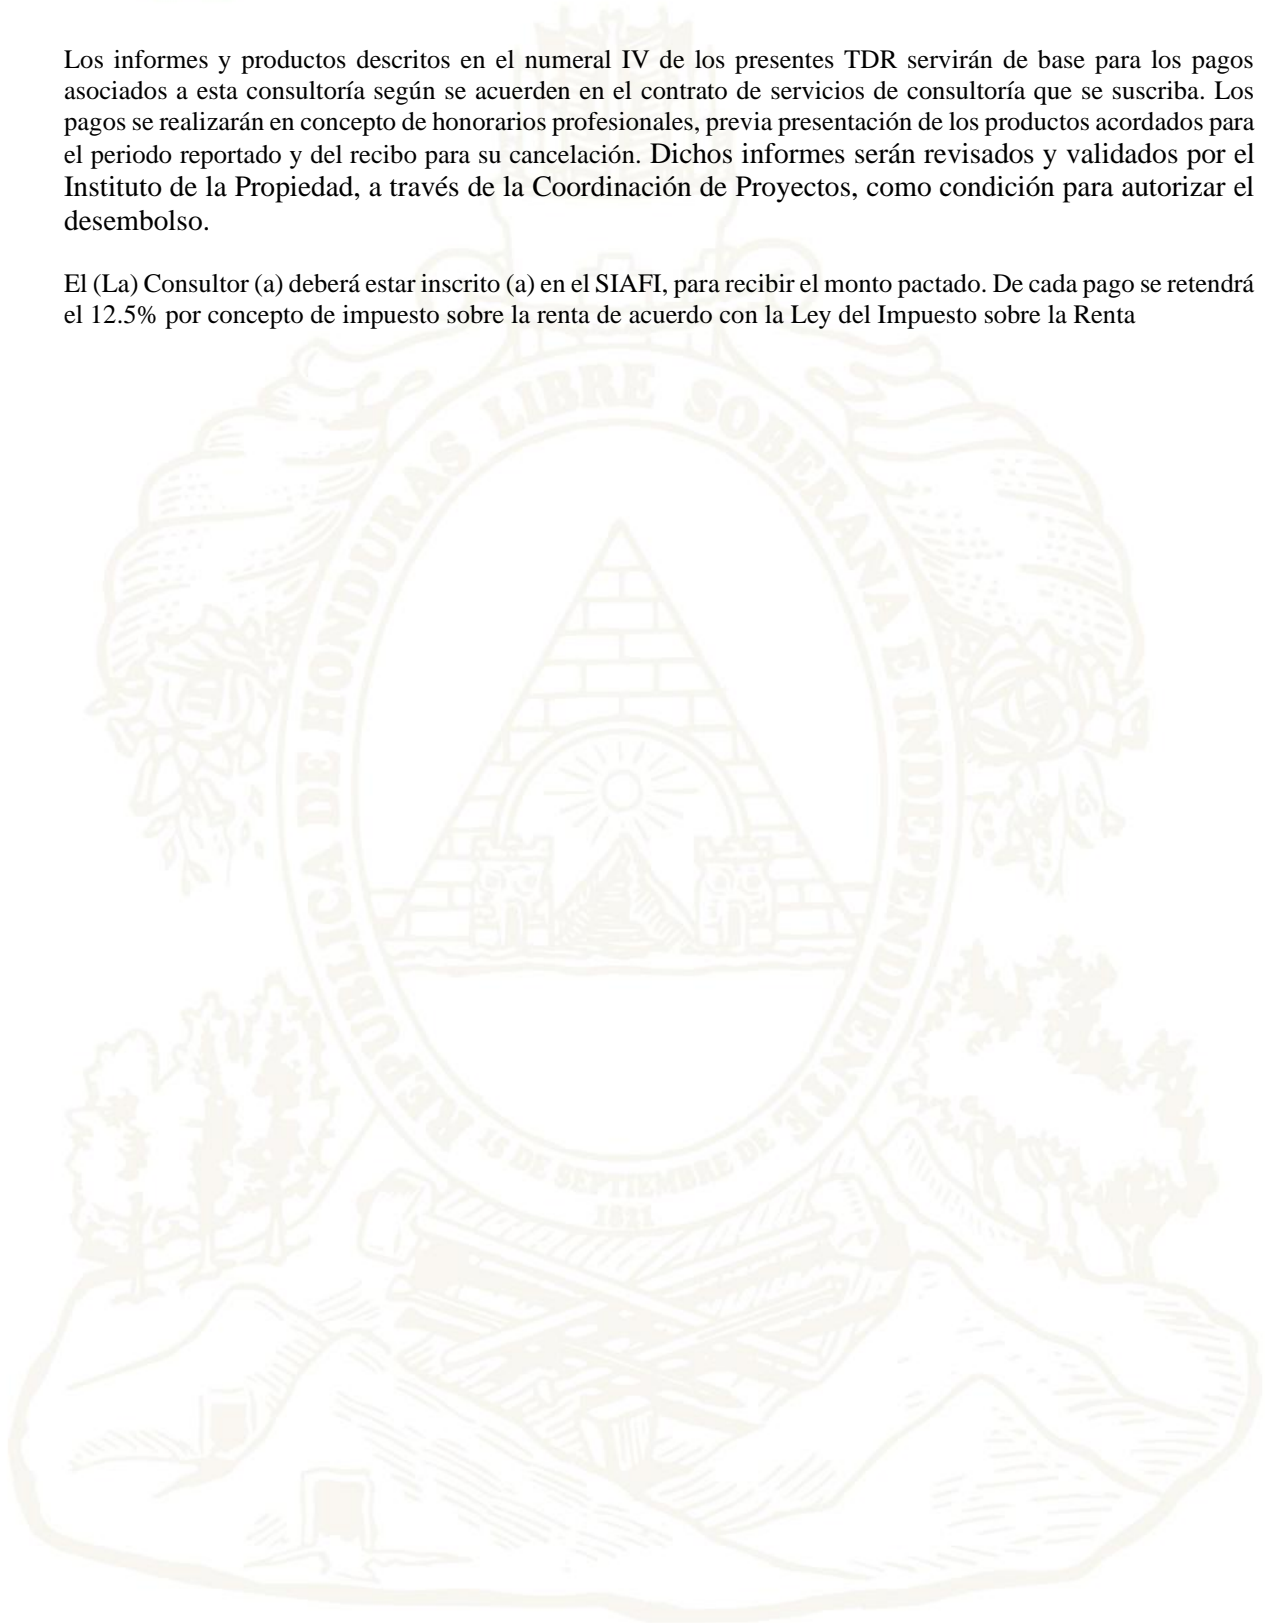 Los informes y productos descritos en el numeral IV de los presentes TDR servirán de base para los pagos
asociados a esta consultoría según se acuerden en el contrato de servicios de consultoría que se suscriba. Los
pagos se realizarán en concepto de honorarios profesionales, previa presentación de los productos acordados para
el periodo reportado y del recibo para su cancelación. Dichos informes serán revisados y validados por el
Instituto de la Propiedad, a través de la Coordinación de Proyectos, como condición para autorizar el
desembolso.
El (La) Consultor (a) deberá estar inscrito (a) en el SIAFI, para recibir el monto pactado. De cada pago se retendrá
el 12.5% por concepto de impuesto sobre la renta de acuerdo con la Ley del Impuesto sobre la Renta
REPUBLICA DE HONDURAS LIBRE SOBERANA E INDEPENDIENTE
15 DE SEPTIEMBRE DE
1821